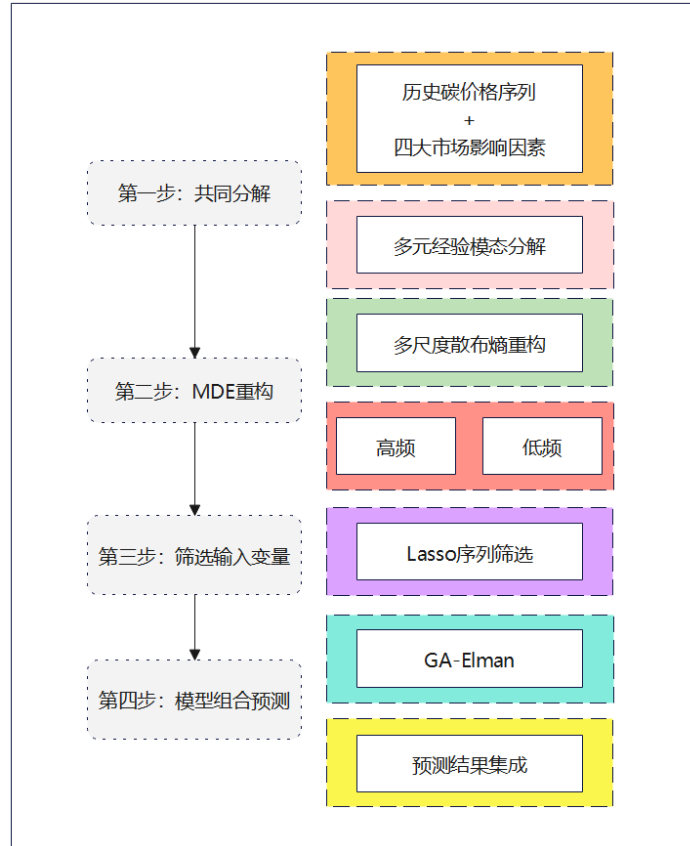 第一步：共同分解
第二步：MDE重构
第三步：筛选输入变量
第四步：模型组合预测
历史碳价格序列
+
四大市场影响因素
多元经验模态分解
多尺度散布熵重构
高频
低频
Lasso序列筛选
GA-Elman
预测结果集成